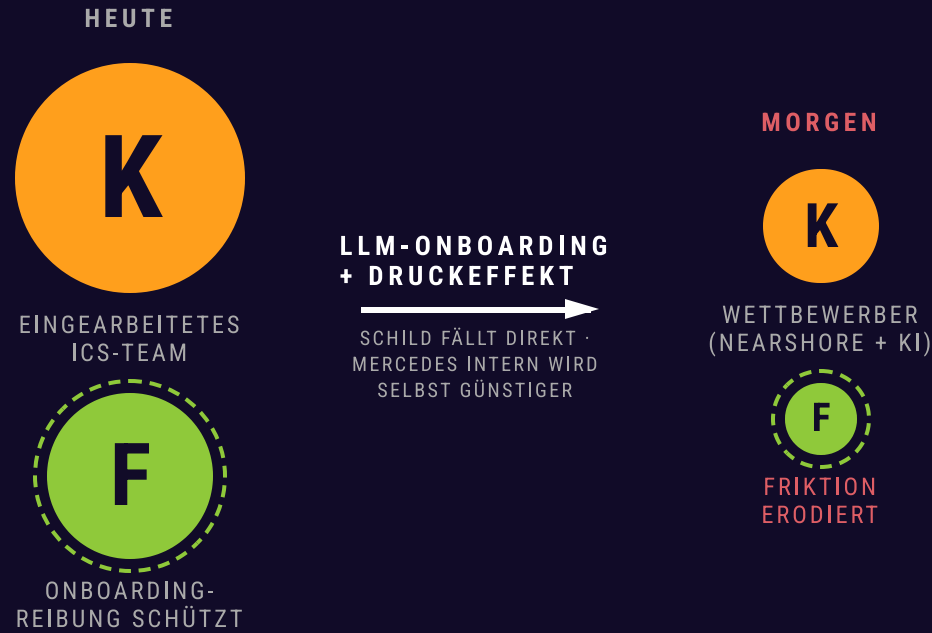 HEUTE
K
EINGEARBEITETES
ICS-TEAM
F
ONBOARDING-
REIBUNG SCHÜTZT
LLM-ONBOARDING
+ DRUCKEFFEKT
SCHILD FÄLLT DIREKT ·
MERCEDES INTERN WIRD
SELBST GÜNSTIGER
MORGEN
K
WETTBEWERBER
(NEARSHORE + KI)
F
FRIKTION
ERODIERT